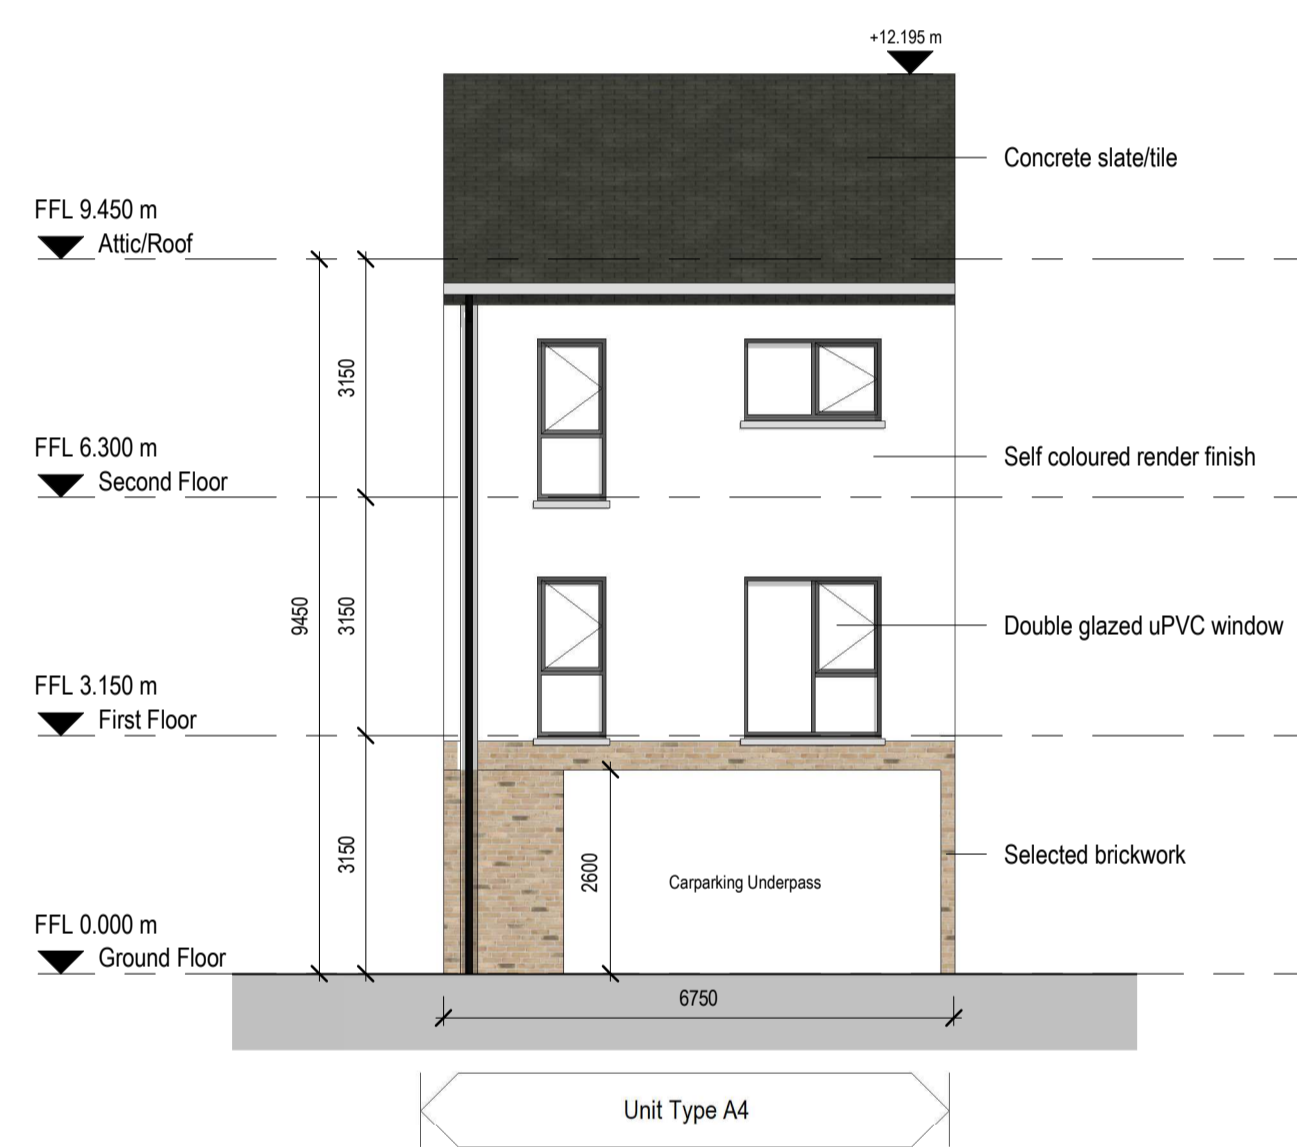 +12.195 m
Concrete slate/tile
FFL 9.450 m
Attic/Roof
3150
FFL 6.300 m
Second Floor
Self coloured render finish
9450
3150
Double glazed uPVC window
FFL 3.150 m
First Floor
3150
2600
Carparking Underpass
Selected brickwork
FFL 0.000 m
Ground Floor
6750
Unit Type A4